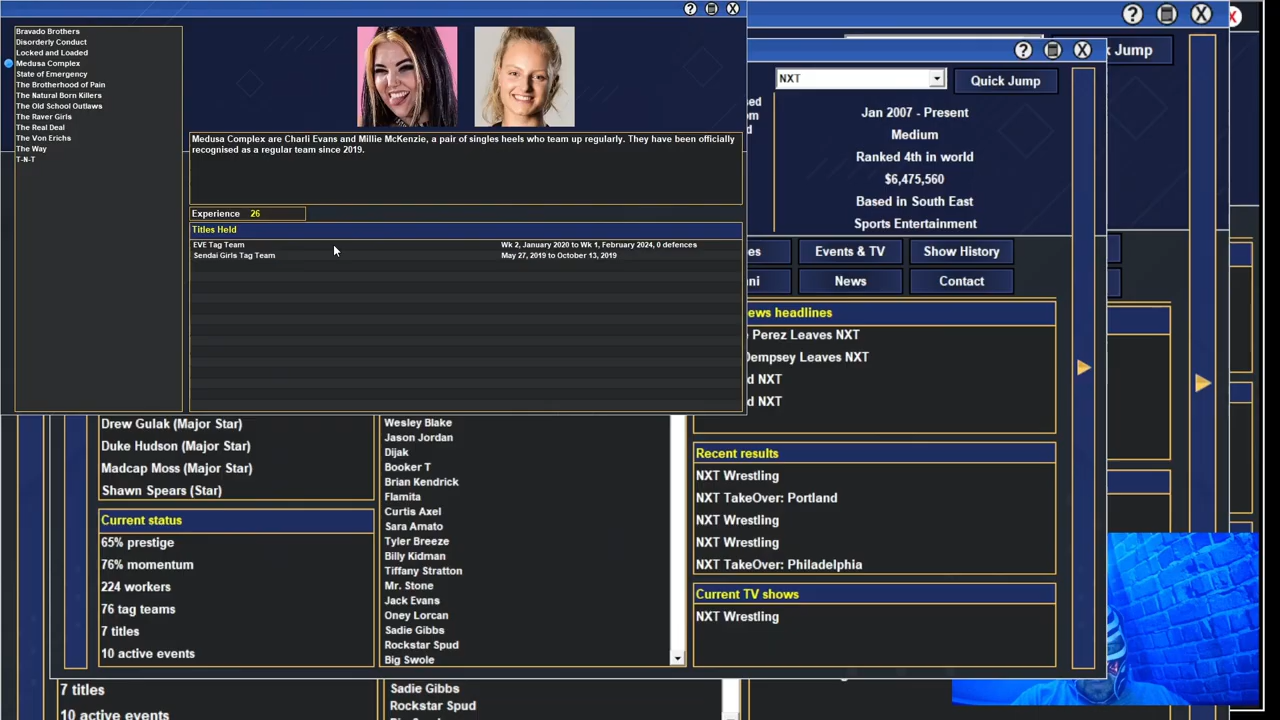 Bravado Brothers
Disorderly Conduct
Locked and Loaded
Medusa Complex
State of Emergency
The Brotherhood of Pain
The Natural Born Killers
The Old School Outlaws
The Raver Girls
The Real Deal
The Von Erichs
The Way
T-N-T
Medusa Complex are Charli Evans and Millie McKenzie, a pair of singles heels who team up regularly. They have been officially
recognised as a regular team since 2019.
Experience 26
Titles Held
EVE Tag Team Wk 2, January 2020 to Wk 1, February 2024, 0 defences
Sendai Girls Tag Team May 27, 2019 to October 13, 2019
? X
? X
? X
X
Jump
NXT
Quick Jump
Jan 2007 - Present
Medium
Ranked 4th in world
$6,475,560
Based in South East
Sports Entertainment
es
Events & TV
Show History
ni
News
Contact
ews headlines
Perez Leaves NXT
Dempsey Leaves NXT
d NXT
d NXT
Recent results
NXT Wrestling
NXT TakeOver: Portland
NXT Wrestling
NXT Wrestling
NXT TakeOver: Philadelphia
Current TV shows
NXT Wrestling
Drew Gulak (Major Star)
Duke Hudson (Major Star)
Madcap Moss (Major Star)
Shawn Spears (Star)
Current status
65% prestige
76% momentum
224 workers
76 tag teams
7 titles
10 active events
Wesley Blake
Jason Jordan
Dijak
Booker T
Brian Kendrick
Flamita
Curtis Axel
Sara Amato
Tyler Breeze
Billy Kidman
Tiffany Stratton
Mr. Stone
Jack Evans
Oney Lorcan
Sadie Gibbs
Rockstar Spud
Big Swole
7 titles
10 active events
Sadie Gibbs
Rockstar Spud